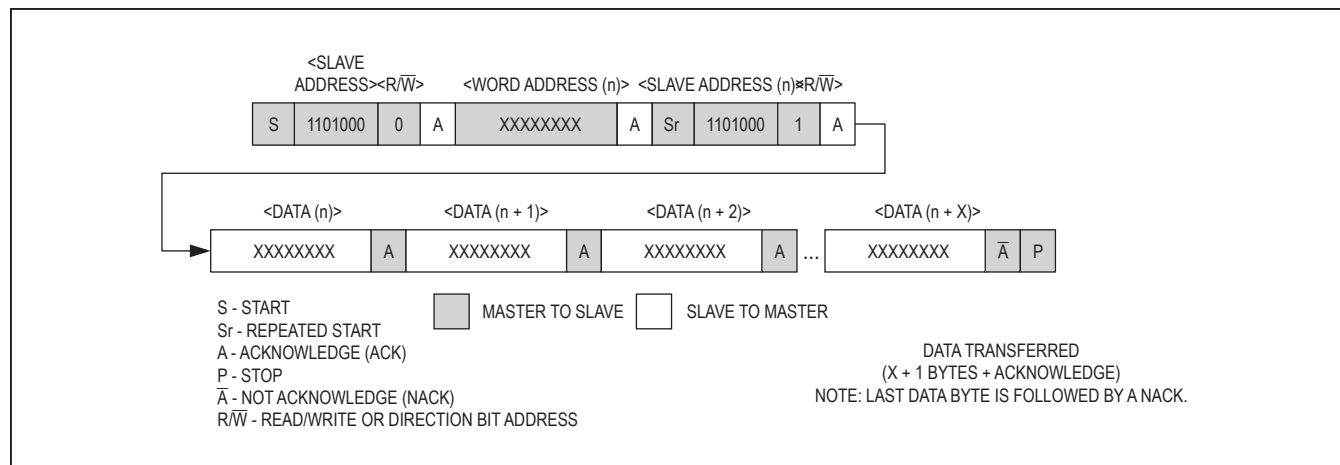 <SLAVE
ADDRESS><R/W̅> <WORD ADDRESS (n)> <SLAVE ADDRESS (n)><R/W̅>
S 1101000 0 A XXXXXXXX A Sr 1101000 1 A
<DATA (n)> <DATA (n + 1)> <DATA (n + 2)> <DATA (n + X)>
XXXXXXXX A XXXXXXXX A XXXXXXXX A ... XXXXXXXX A̅ P
S - START
Sr - REPEATED START
A - ACKNOWLEDGE (ACK)
P - STOP
A̅ - NOT ACKNOWLEDGE (NACK)
R/W̅ - READ/WRITE OR DIRECTION BIT ADDRESS
MASTER TO SLAVE SLAVE TO MASTER
DATA TRANSFERRED
(X + 1 BYTES + ACKNOWLEDGE)
NOTE: LAST DATA BYTE IS FOLLOWED BY A NACK.